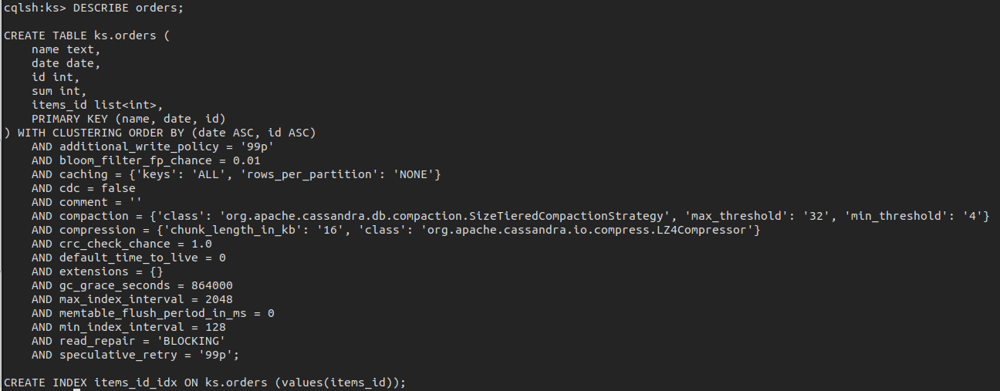 cqlsh:ks> DESCRIBE orders;

CREATE TABLE ks.orders (
    name text,
    date date,
    id int,
    sum int,
    items_id list<int>,
    PRIMARY KEY (name, date, id)
) WITH CLUSTERING ORDER BY (date ASC, id ASC)
    AND additional_write_policy = '99p'
    AND bloom_filter_fp_chance = 0.01
    AND caching = {'keys': 'ALL', 'rows_per_partition': 'NONE'}
    AND cdc = false
    AND comment = ''
    AND compaction = {'class': 'org.apache.cassandra.db.compaction.SizeTieredCompactionStrategy', 'max_threshold': '32', 'min_threshold': '4'}
    AND compression = {'chunk_length_in_kb': '16', 'class': 'org.apache.cassandra.io.compress.LZ4Compressor'}
    AND crc_check_chance = 1.0
    AND default_time_to_live = 0
    AND extensions = {}
    AND gc_grace_seconds = 864000
    AND max_index_interval = 2048
    AND memtable_flush_period_in_ms = 0
    AND min_index_interval = 128
    AND read_repair = 'BLOCKING'
    AND speculative_retry = '99p';

CREATE INDEX items_id_idx ON ks.orders (values(items_id));